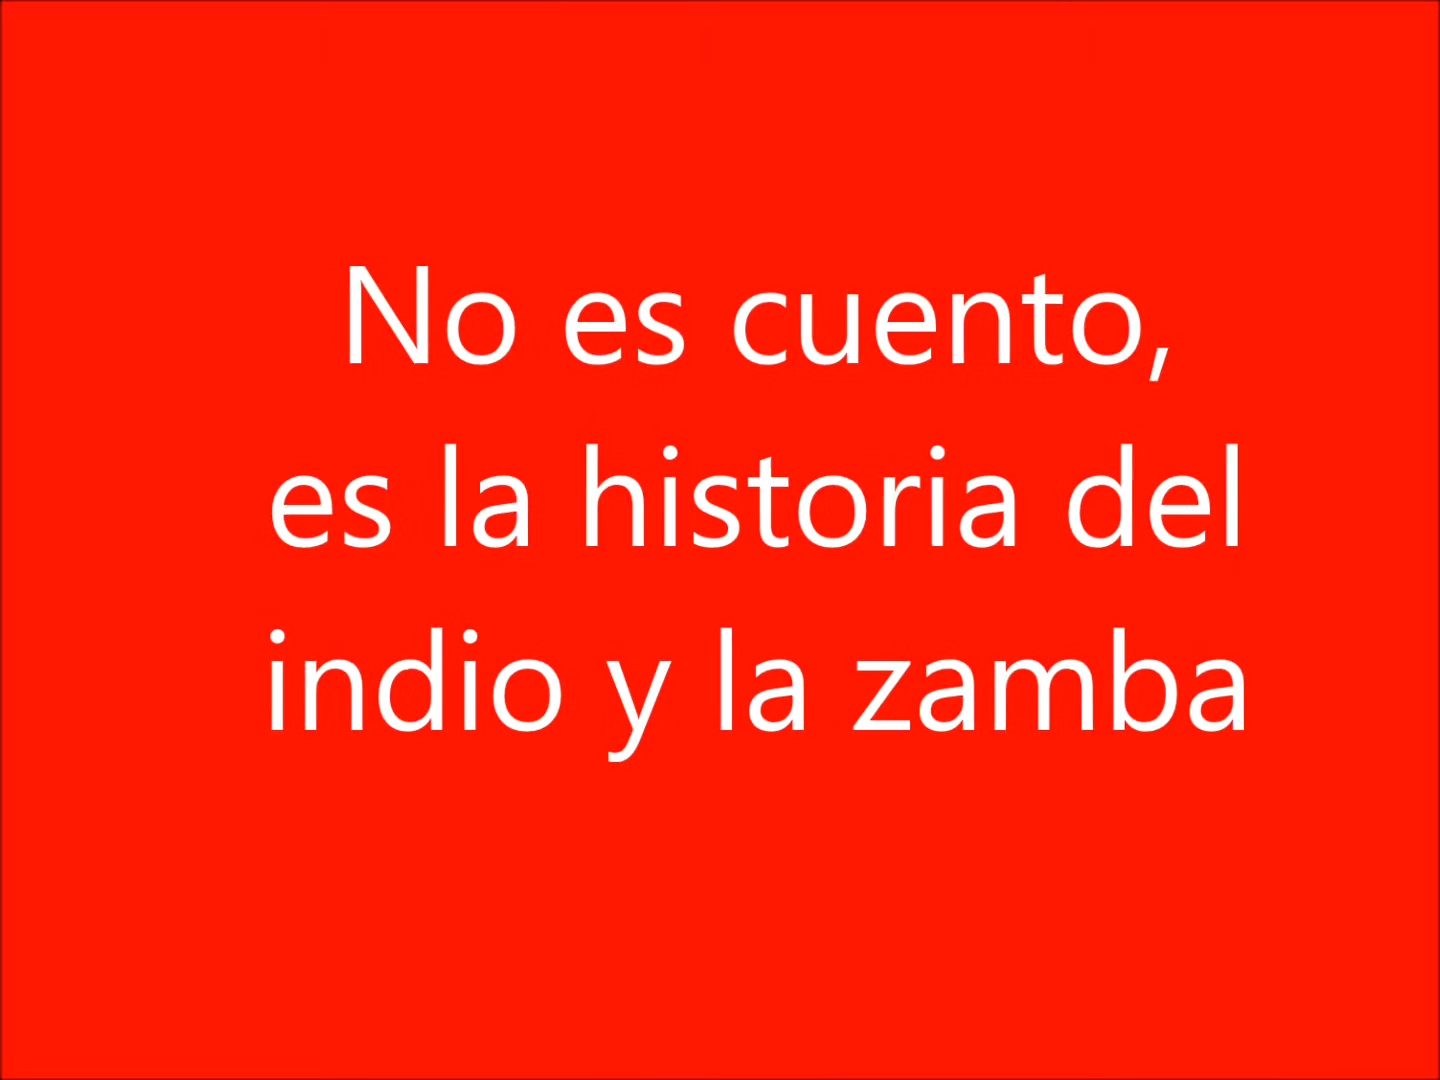 No es cuento,
es la historia del
indio y la zamba